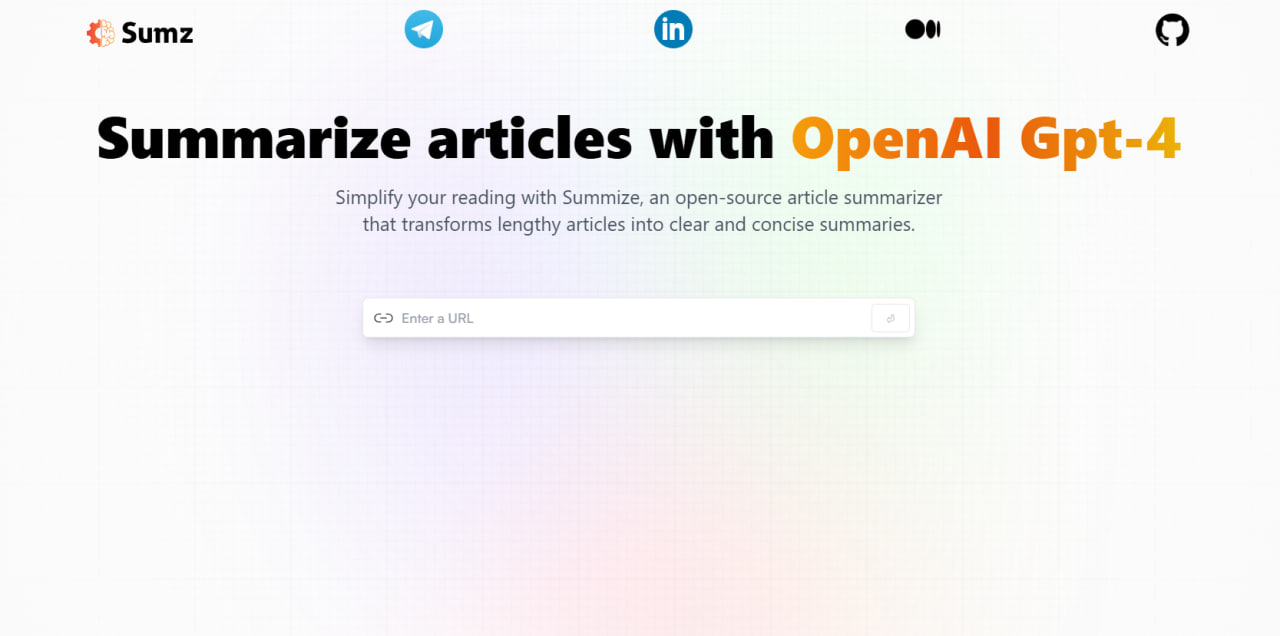 Sumz
in
Summarize articles with OpenAI Gpt-4
Simplify your reading with Summize, an open-source article summarizer
that transforms lengthy articles into clear and concise summaries.
Enter a URL
⏎